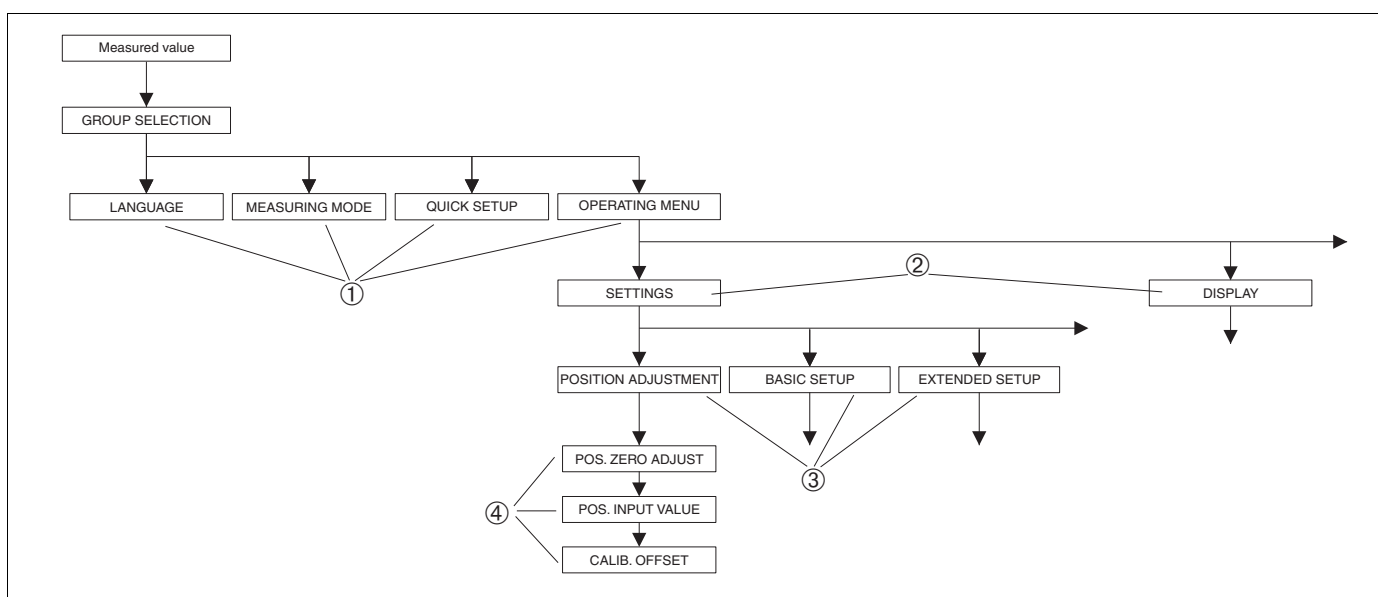 Measured value
GROUP SELECTION
LANGUAGE
MEASURING MODE
QUICK SETUP
OPERATING MENU
①
②
SETTINGS
DISPLAY
POSITION ADJUSTMENT
BASIC SETUP
EXTENDED SETUP
③
④
POS. ZERO ADJUST
POS. INPUT VALUE
CALIB. OFFSET